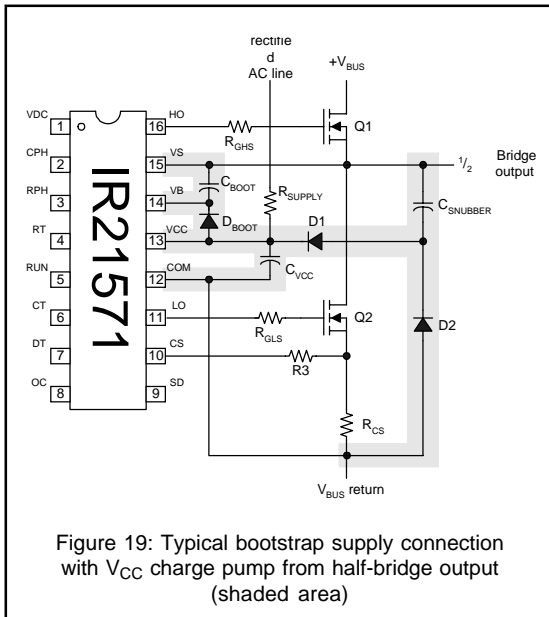 rectifie
d
AC line
+VBUS
VDC
CPH
RPH
RT
RUN
CT
DT
OC
1
2
3
4
5
6
7
8
IR21571
16
15
14
13
12
11
10
9
HO
VS
VB
VCC
COM
LO
CS
SD
RGHS
Q1
1/2 Bridge
output
CBOOT
RSUPPLY
DBOOT
D1
CSNUBBER
CVCC
Q2
RGLS
D2
R3
RCS
VBUS return
Figure 19: Typical bootstrap supply connection
with VCC charge pump from half-bridge output
(shaded area)